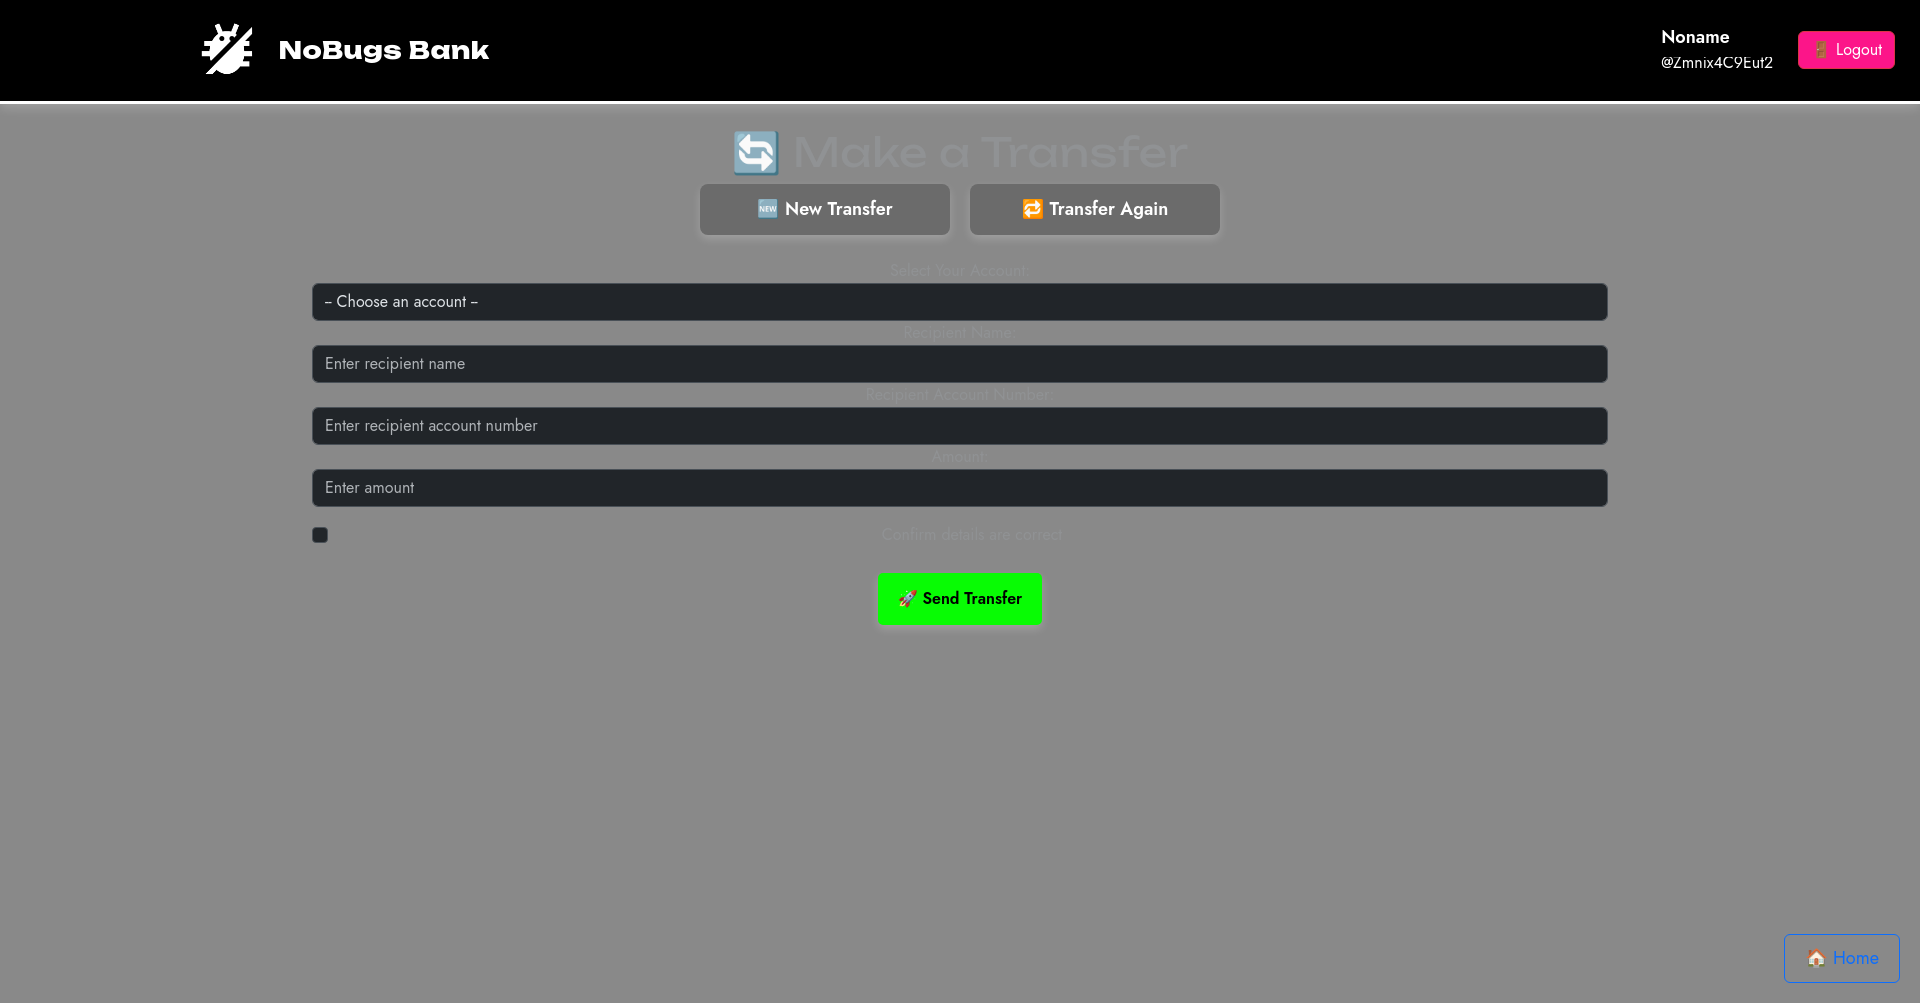 NoBugs Bank
Noname
@Zmnix4C9Eut2
Logout
Make a Transfer
New Transfer
Transfer Again
Select Your Account:
-- Choose an account --
Recipient Name:
Enter recipient name
Recipient Account Number:
Enter recipient account number
Amount:
Enter amount
Confirm details are correct
Send Transfer
Home